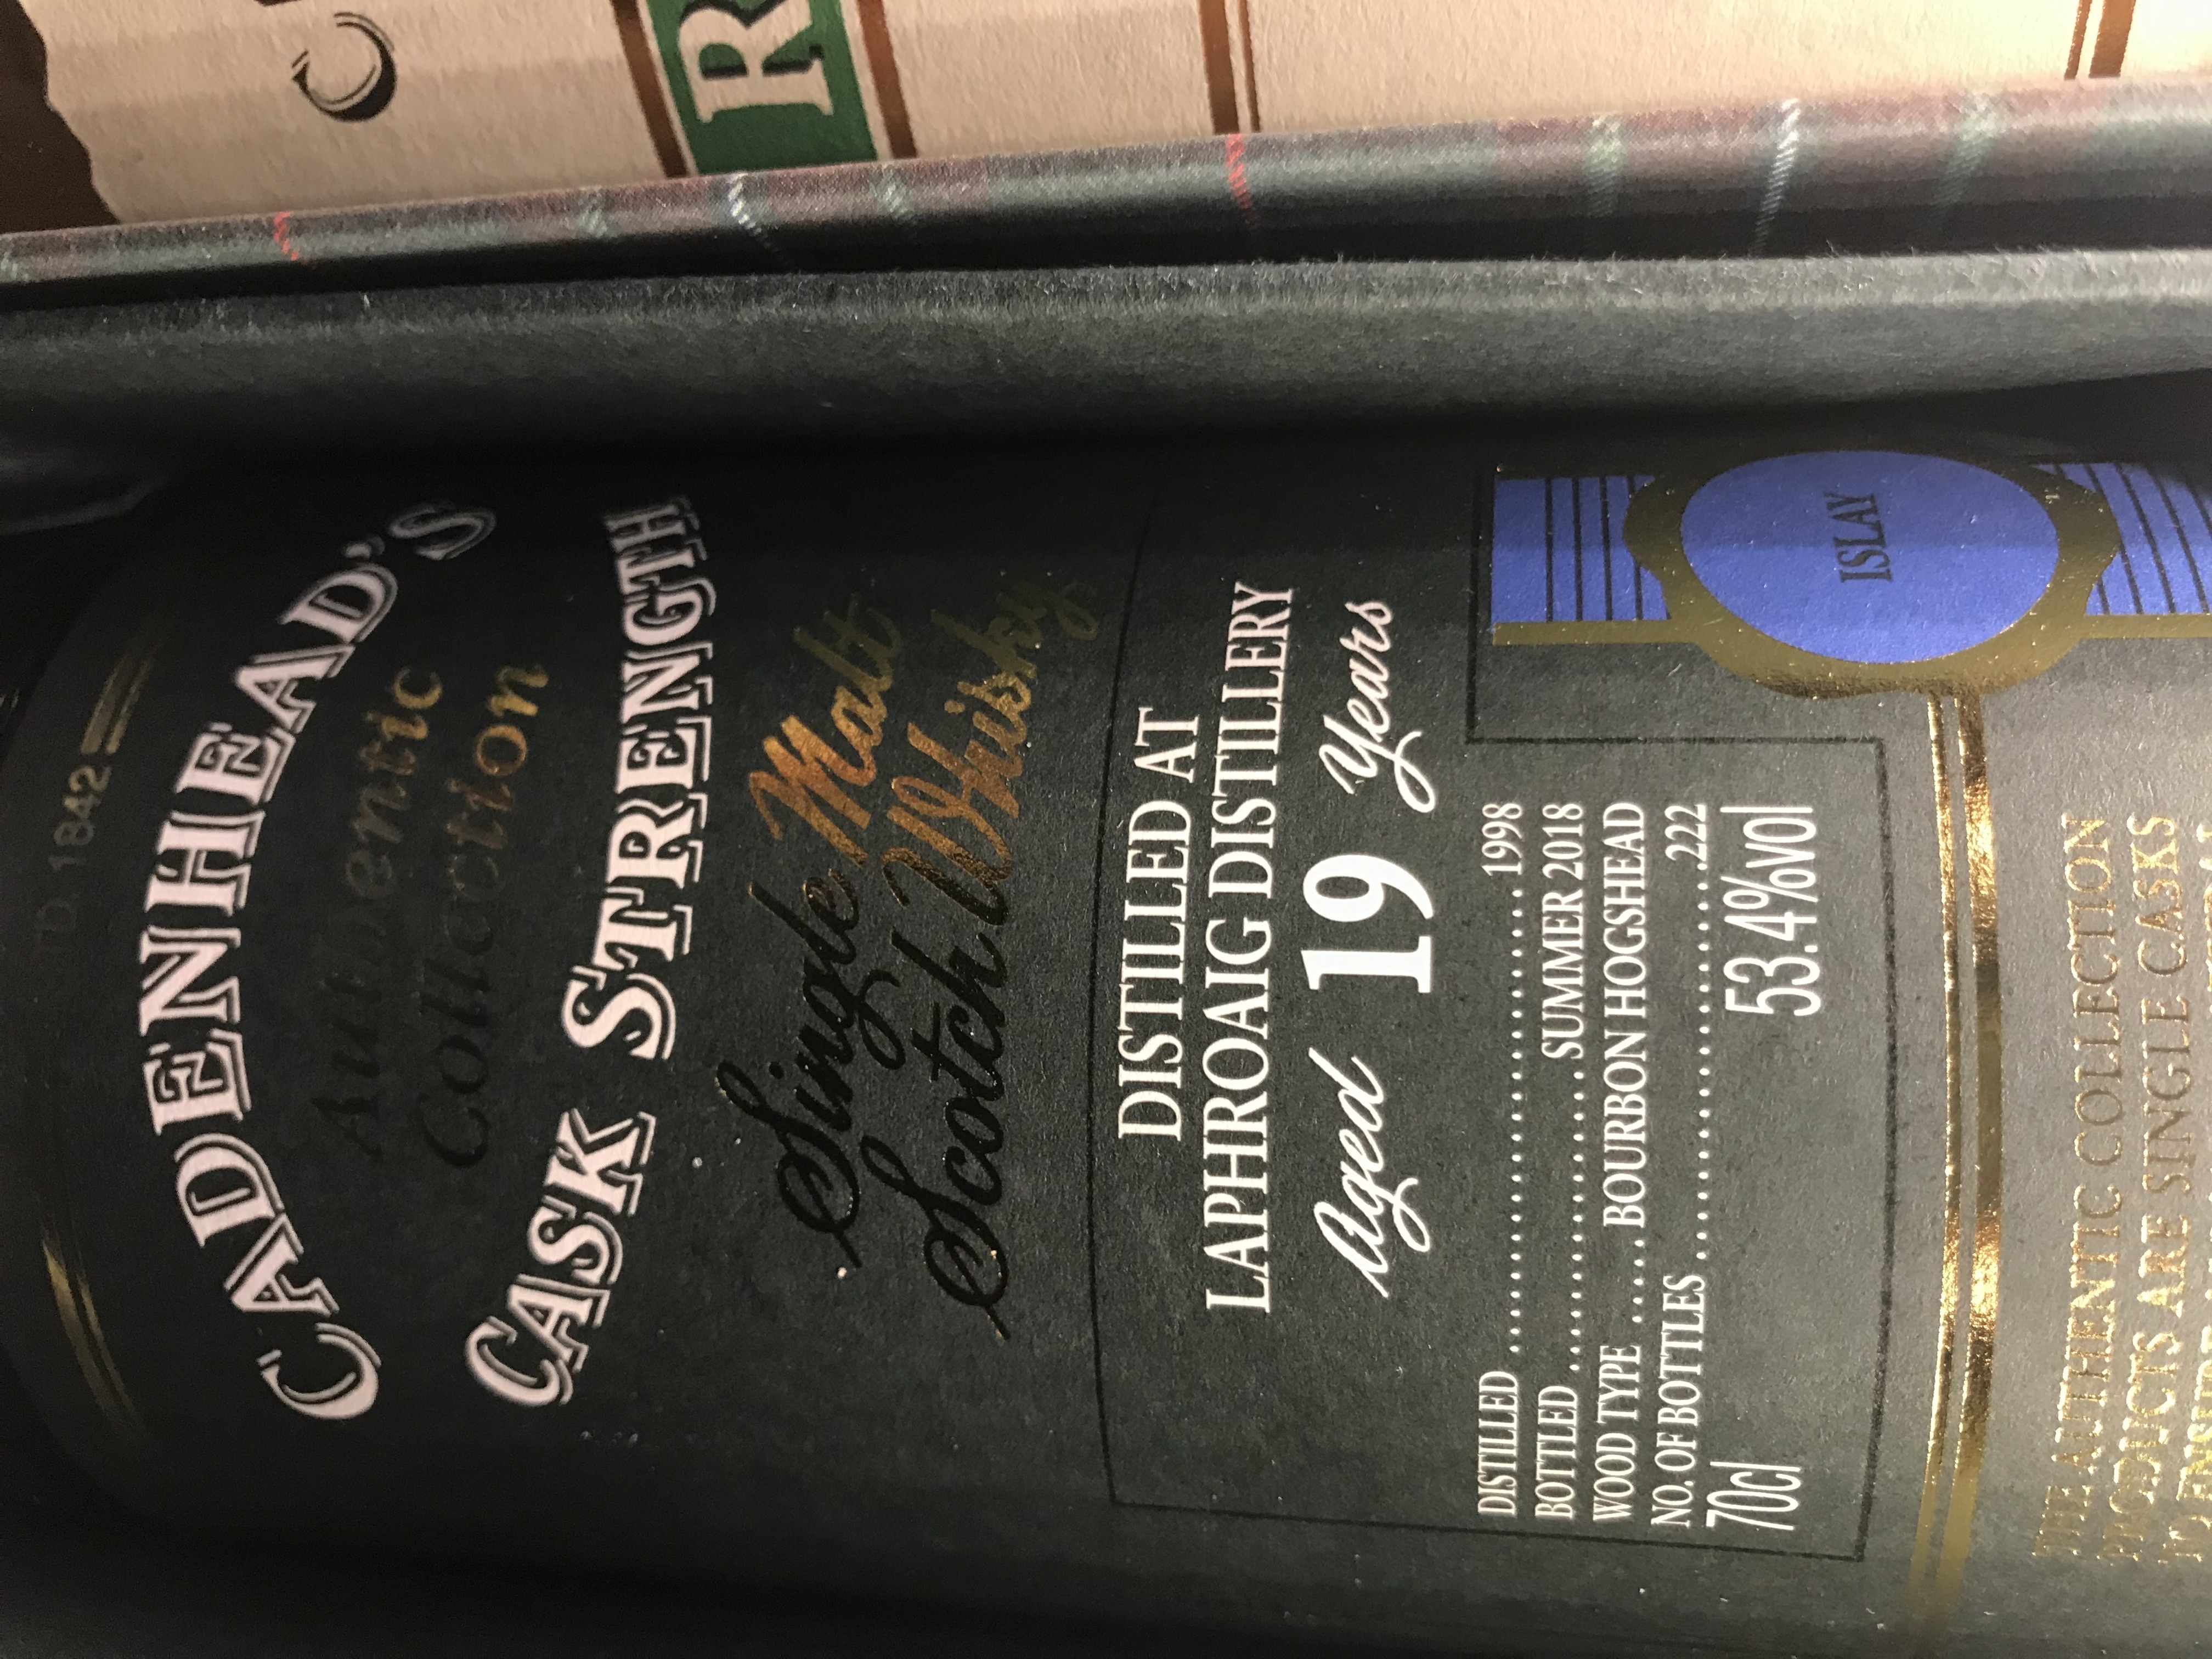 ESTD. 1842
CADENHEAD'S
Authentic
Collection
CASK STRENGTH
Single Malt
Scotch Whisky
DISTILLED AT
LAPHROAIG DISTILLERY
Aged 19 Years
DISTILLED ........................ 1998
BOTTLED ........................ SUMMER 2018
WOOD TYPE ...... BOURBON HOGSHEAD
NO. OF BOTTLES ........................ 222
70cl 53.4%vol
ISLAY
THE AUTHENTIC COLLECTION
PRODUCTS ARE SINGLE CASKS
C
R